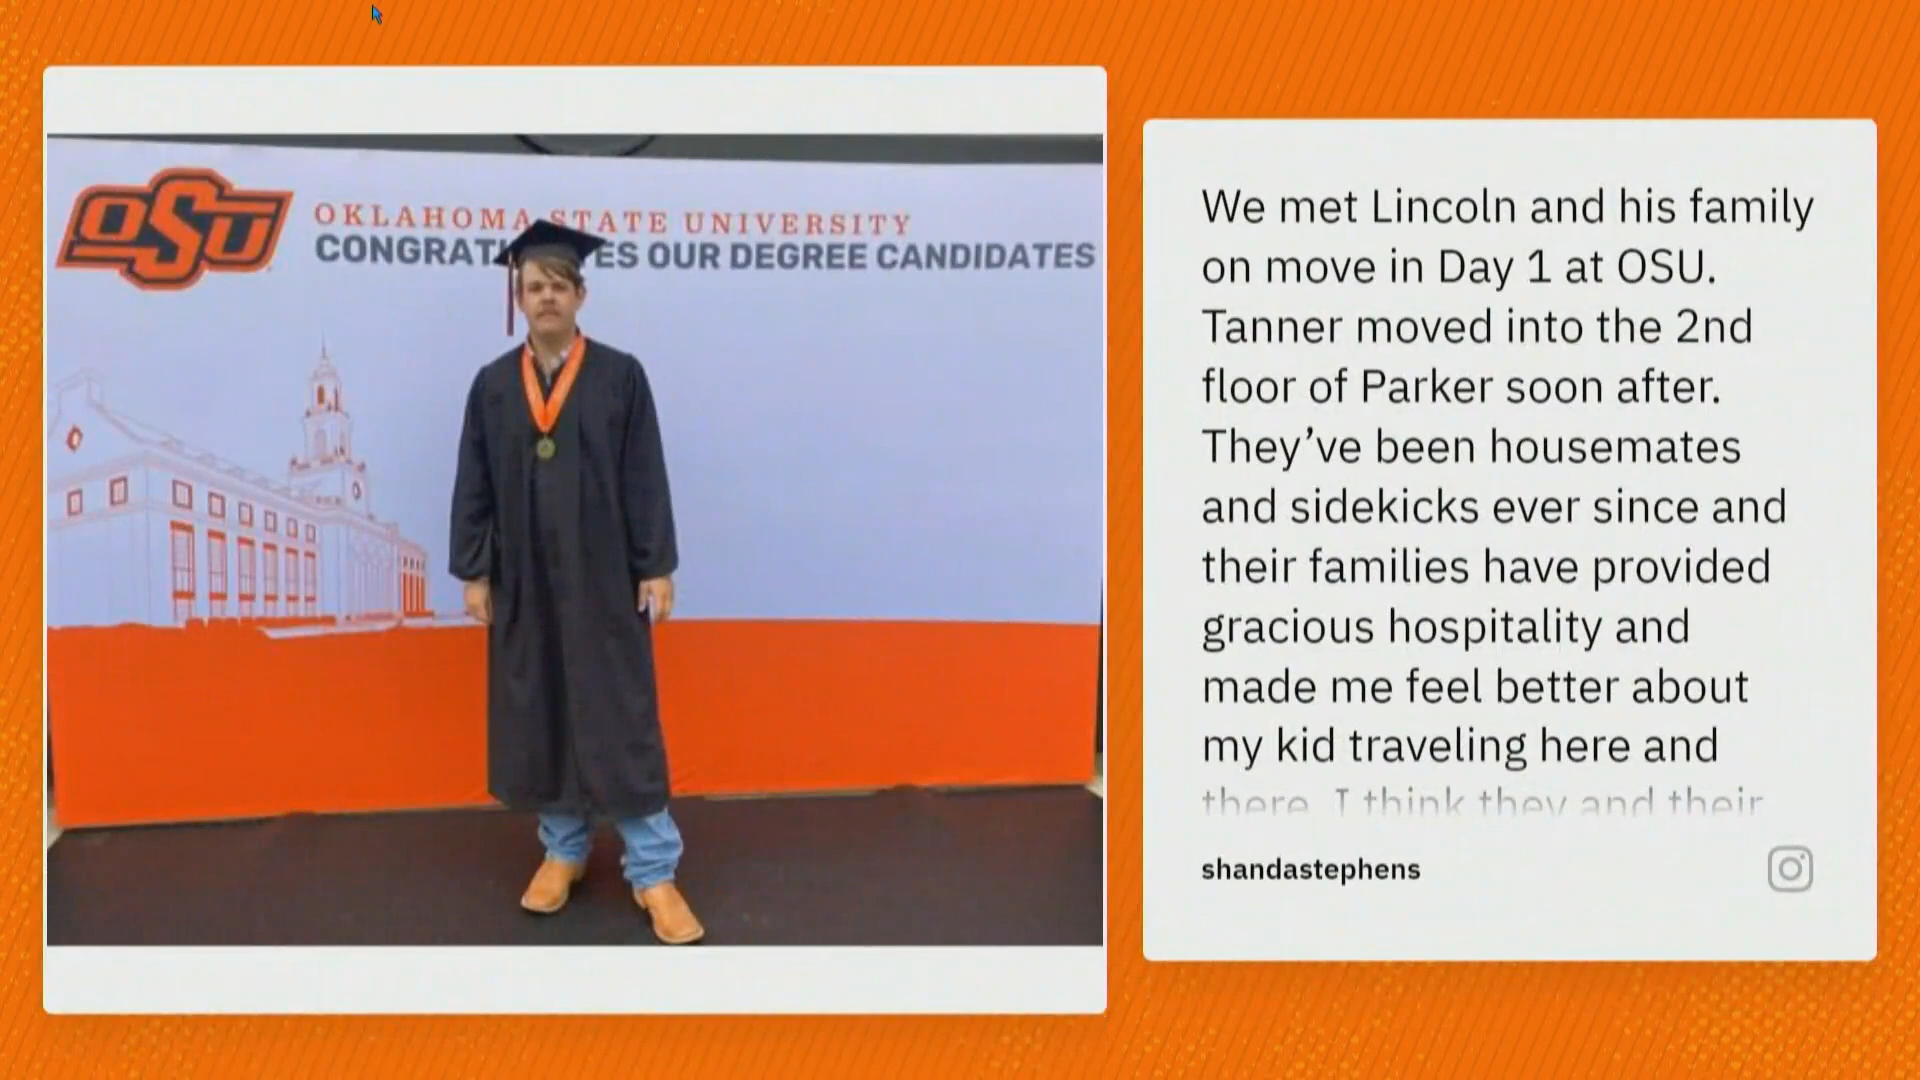 OSU
OKLAHOMA STATE UNIVERSITY
CONGRAT ES OUR DEGREE CANDIDATES
We met Lincoln and his family
on move in Day 1 at OSU.
Tanner moved into the 2nd
floor of Parker soon after.
They’ve been housemates
and sidekicks ever since and
their families have provided
gracious hospitality and
made me feel better about
my kid traveling here and
there. I think they and their
shandastephens